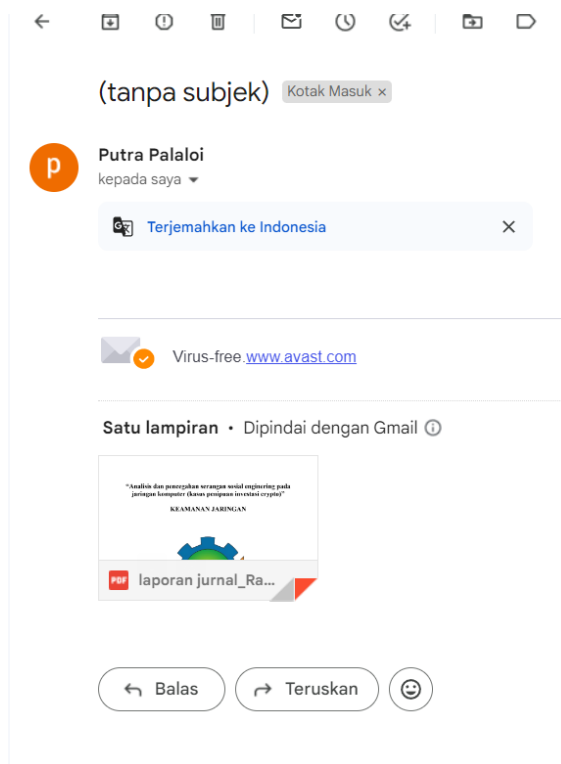 (tanpa subjek) Kotak Masuk ×
p
Putra Palaloi
kepada saya
Terjemahkan ke Indonesia
Virus-free.www.avast.com
Satu lampiran • Dipindai dengan Gmail
"Analisis dan pencegahan serangan sosial enginering pada
jaringan komputer (kasus penipuan investasi crypto)"
KEAMANAN JARINGAN
PDF laporan jurnal_Ra...
Balas
Teruskan